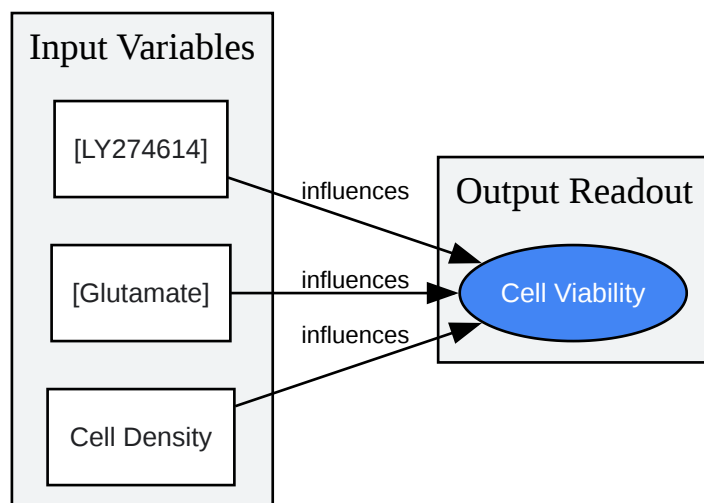 Input Variables
[LY274614]
influences
Output Readout
[Glutamate]
influences
Cell Viability
influences
Cell Density